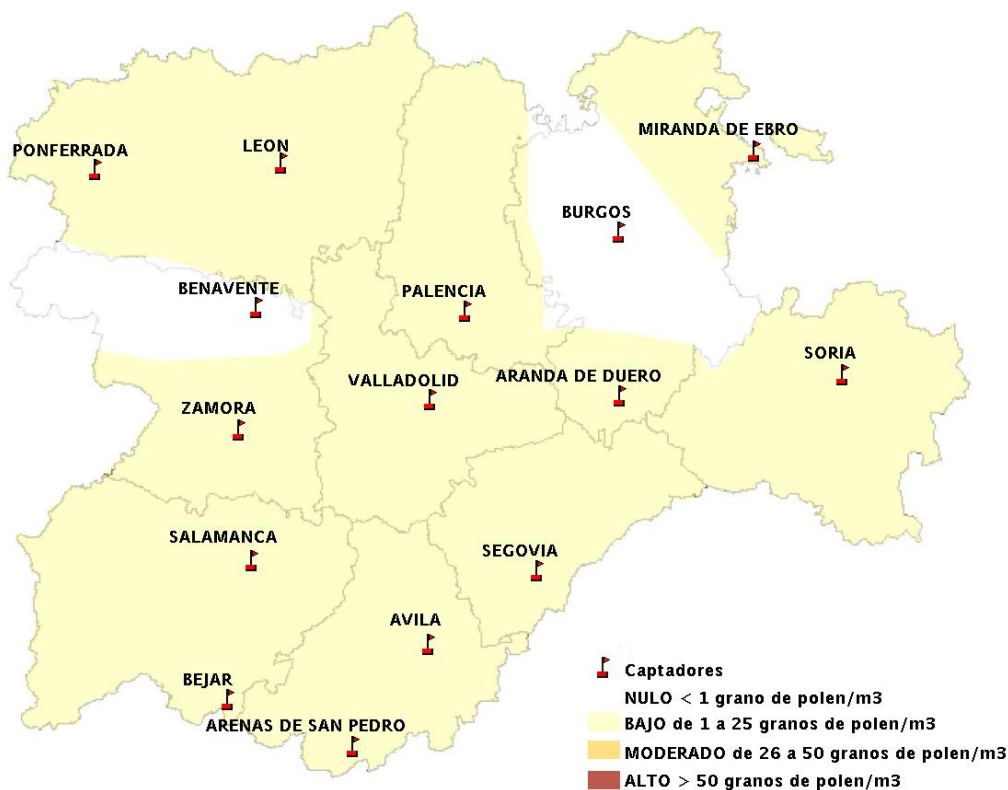 MIRANDA DE EBRO
LEON
PONFERRADA
BURGOS
BENAVENTE
PALENCIA
SORIA
VALLADOLID
ARANDA DE DUERO
ZAMORA
SALAMANCA
SEGOVIA
AVILA
BEJAR
ARENAS DE SAN PEDRO
Captadores
NULO < 1 grano de polen/m3
BAJO de 1 a 25 granos de polen/m3
MODERADO de 26 a 50 granos de polen/m3
ALTO > 50 granos de polen/m3